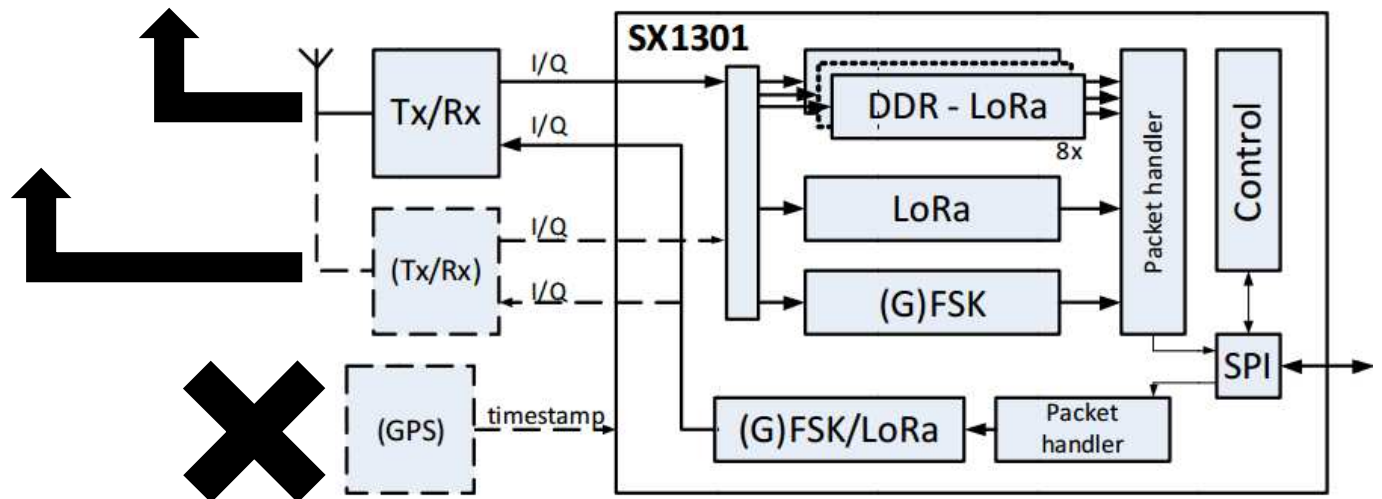 SX1301
I/Q
Tx/Rx
I/Q
DDR - LoRa
8x
Packet handler
Control
LoRa
(Tx/Rx)
I/Q
I/Q
(G)FSK
SPI
(GPS)
timestamp
(G)FSK/LoRa
Packet
handler